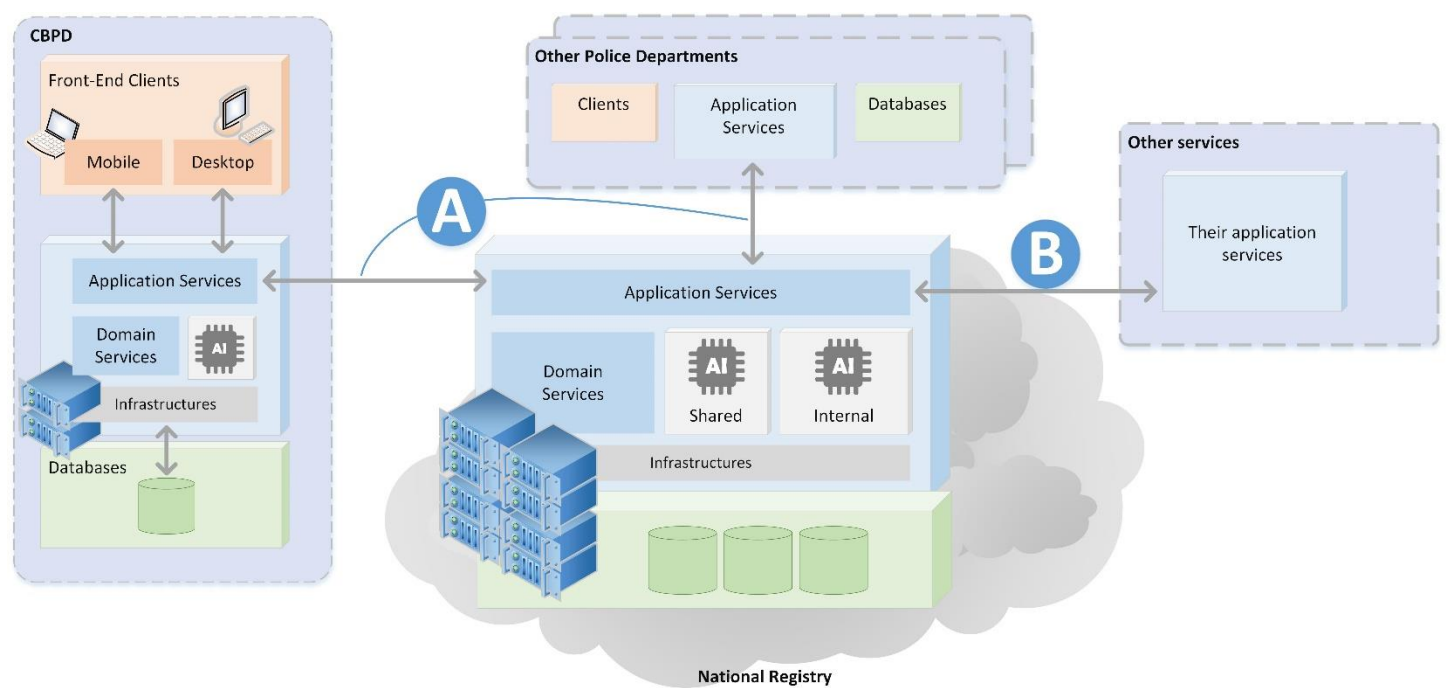 CBPD
Front-End Clients
Mobile
Desktop
Application Services
Domain
Services
AI
Infrastructures
Databases
A
Other Police Departments
Clients
Application
Services
Databases
B
Other services
Their application
services
Application Services
Domain
Services
AI
Shared
AI
Internal
Infrastructures
National Registry